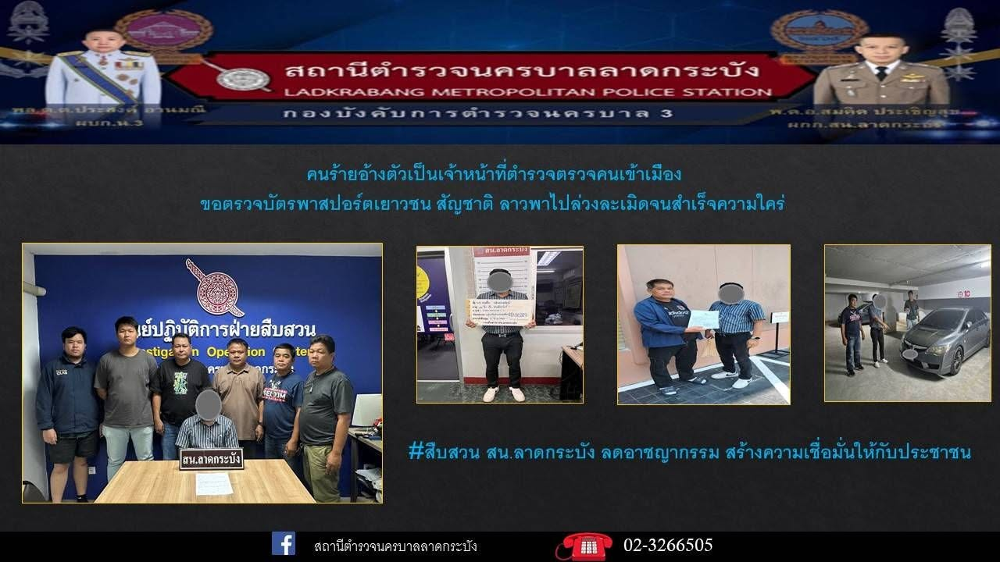 สถานีตำรวจนครบาลลาดกระบัง
LADKRABANG METROPOLITAN POLICE STATION
กองบังคับการตำรวจนครบาล 3
พล.ต.ต.ประสงค์ อานมณี
ผบก.น.3
พ.ต.อ.สมคิด ประเชิญสุข
ผกก.สน.ลาดกระบัง
คนร้ายอ้างตัวเป็นเจ้าหน้าที่ตำรวจตรวจคนเข้าเมือง
ขอตรวจบัตรพาสปอร์ตเยาวชน สัญชาติ ลาวพาไปล่วงละเมิดจนสำเร็จความใคร่
ย์ปฏิบัติการฝ่ายสืบสวน
estigation Operation
สน.ลาดกระบัง
สน.ลาดกระบัง
#สืบสวน สน.ลาดกระบัง ลดอาชญากรรม สร้างความเชื่อมั่นให้กับประชาชน
สถานีตำรวจนครบาลลาดกระบัง
02-3266505